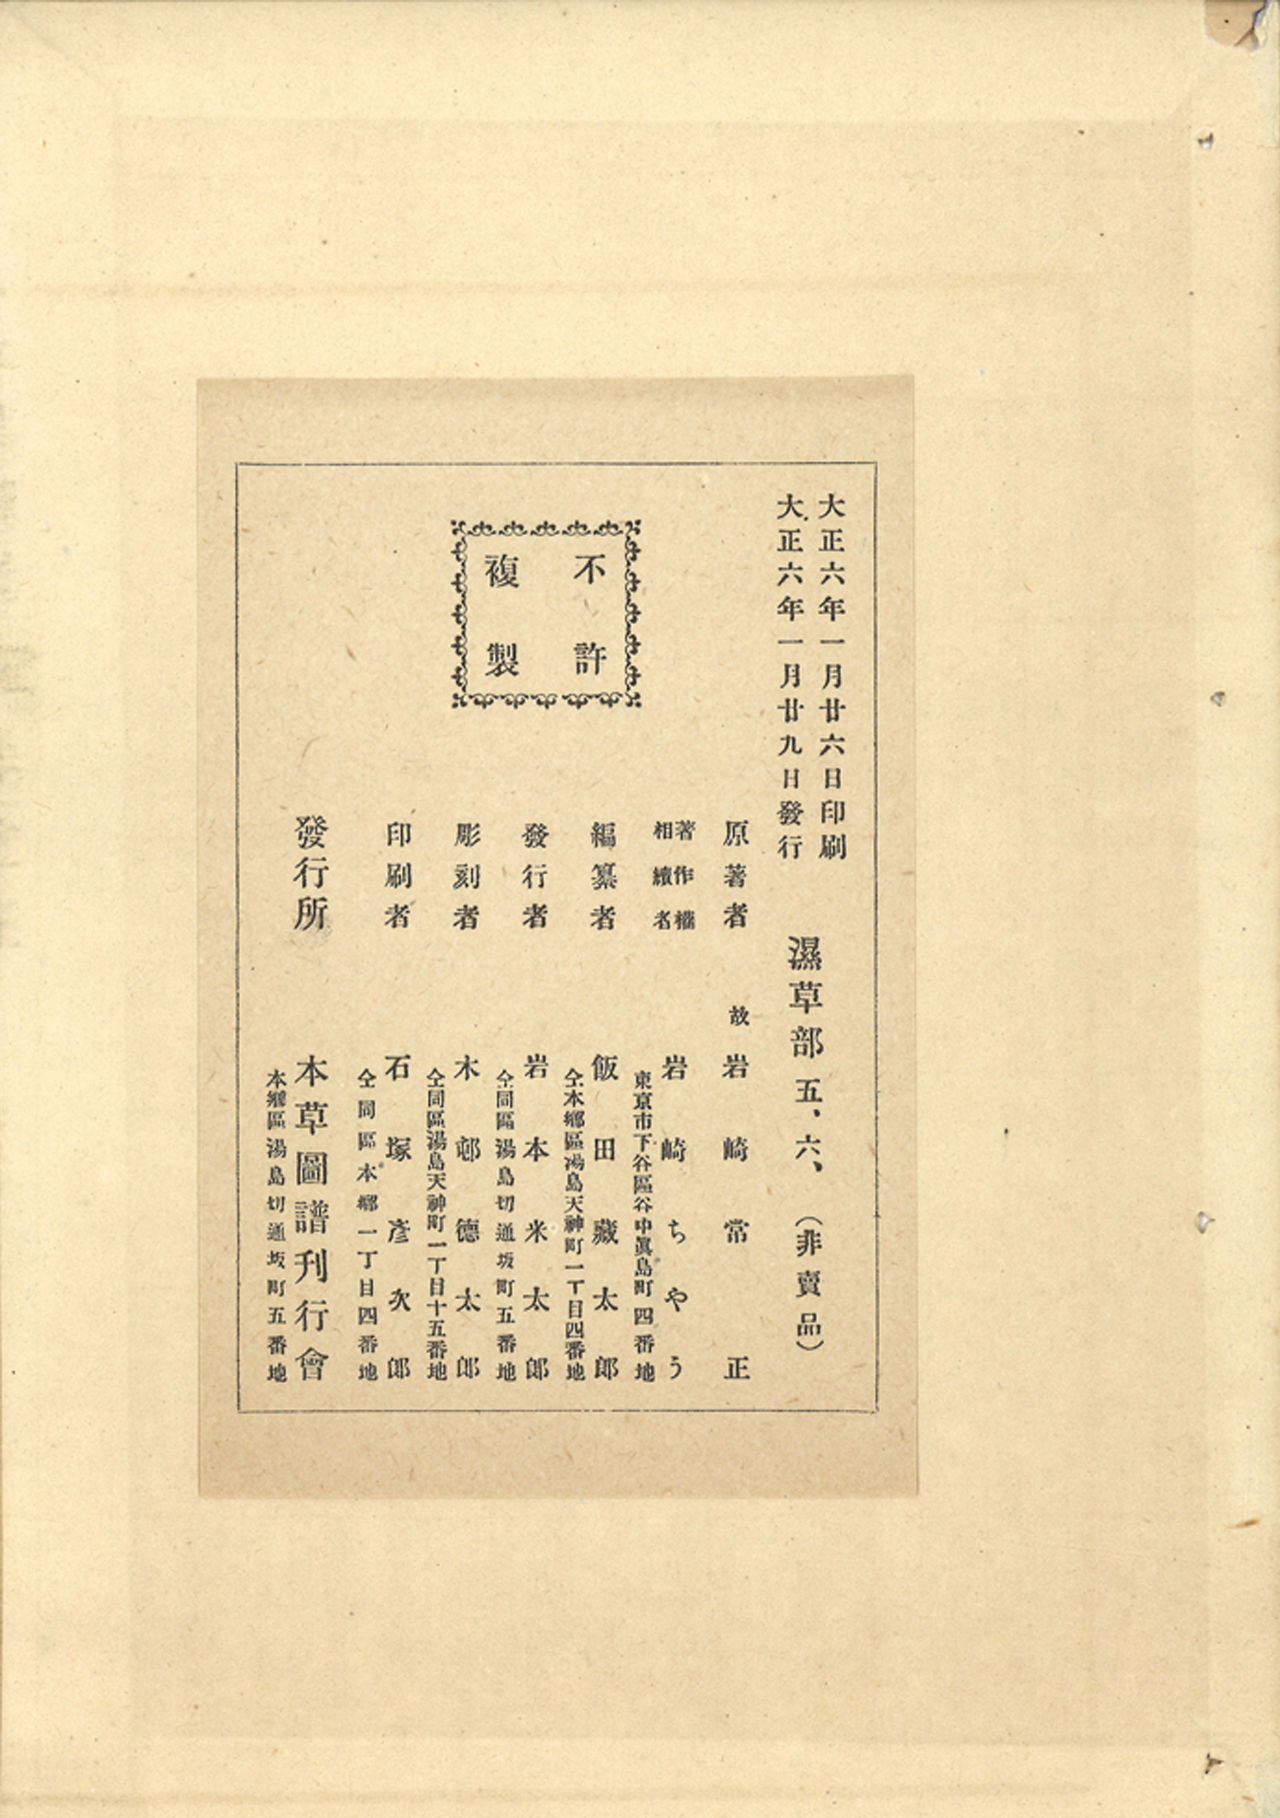 大正六年一月廿六日印刷
大正六年一月廿九日發行
濕草部五、六、（非賣品）
不許
複製
原著者 故 岩崎常正
著作權
相續者 岩崎ちやう
東京市下谷區谷中眞島町四番地
編纂者 飯田藏太郎
仝本鄕區湯島天神町一丁目四番地
發行者 岩本米太郎
仝同區湯島切通坂町五番地
彫刻者 木邨德太郎
仝同區湯島天神町一丁目十五番地
印刷者 石塚彥次郎
仝同區本鄕一丁目四番地
發行所 本草圖譜刊行會
本鄕區湯島切通坂町五番地